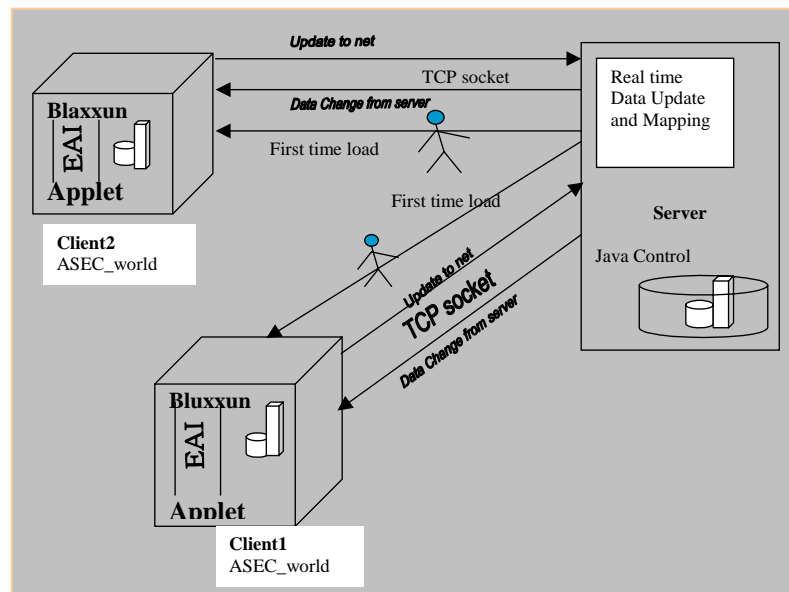 Update to net
TCP socket
Data Change from server
First time load
Blaxxun
EAI
Applet
Client2
ASEC_world
Real time
Data Update
and Mapping
Server
Java Control
First time load
Update to net
TCP socket
Data Change from server
Bluxxun
EAI
Applet
Client1
ASEC_world